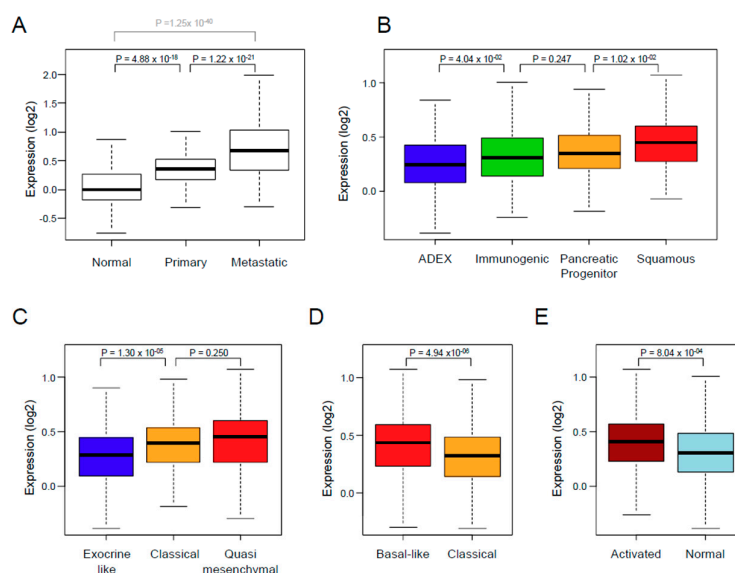 A
P =1.25x 10-40
P = 4.88 x 10-18
P = 1.22 x 10-21
Expression (log2)
2.0
1.5
1.0
0.5
0.0
-0.5
Normal
Primary
Metastatic
B
P = 4.04 x 10-02
P = 0.247
P = 1.02 x 10-02
Expression (log2)
1.0
0.5
0.0
ADEX
Immunogenic
Pancreatic
Progenitor
Squamous
C
P = 1.30 x 10-05
P = 0.250
Expression (log2)
1.0
0.5
0.0
Exocrine
like
Classical
Quasi
mesenchymal
D
P = 4.94 x10-06
Expression (log2)
1.0
0.5
0.0
Basal-like
Classical
E
P = 8.04 x 10-04
Expression (log2)
1.0
0.5
0.0
Activated
Normal